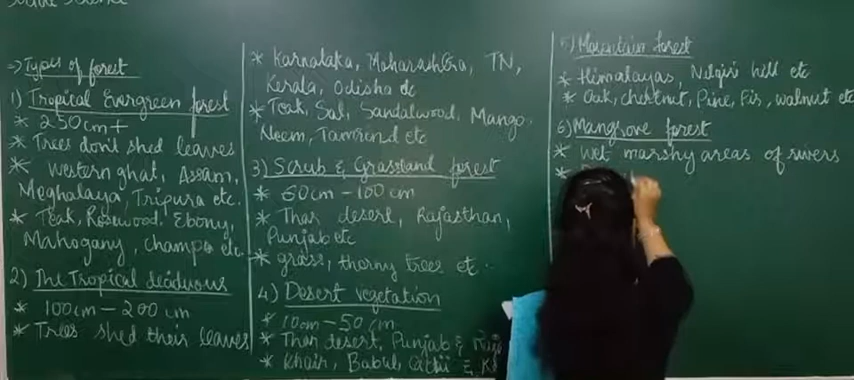 Science
=> Types of forest
1) Tropical Evergreen forest
* 250cm+
* Trees don't shed leaves
* western ghat, Assam,
Meghalaya, Tripura etc.
* Teak, Rosewood, Ebony,
Mahogany, champa etc
2) The Tropical deciduous
* 100cm - 200 cm
* Trees shed their leaves
* Karnataka, Maharashtra, TN,
Kerala, Odisha etc
* Teak, Sal, Sandalwood, Mango,
Neem, Tamrind etc
3) Scrub & Grassland forest
* 50cm - 100 cm
* Thar desert, Rajasthan,
Punjab etc
* grass, thorny trees et..
4) Desert vegetation
* 10cm - 50 cm
* Thar desert, Punjab &
* Khair, Babul,
5) Mountain forest
* Himalayas, Nilgiri hill etc
* Oak, chestnut, Pine, Fir, walnut etc
6) Mangrove forest
* Wet marshy areas of rivers
*